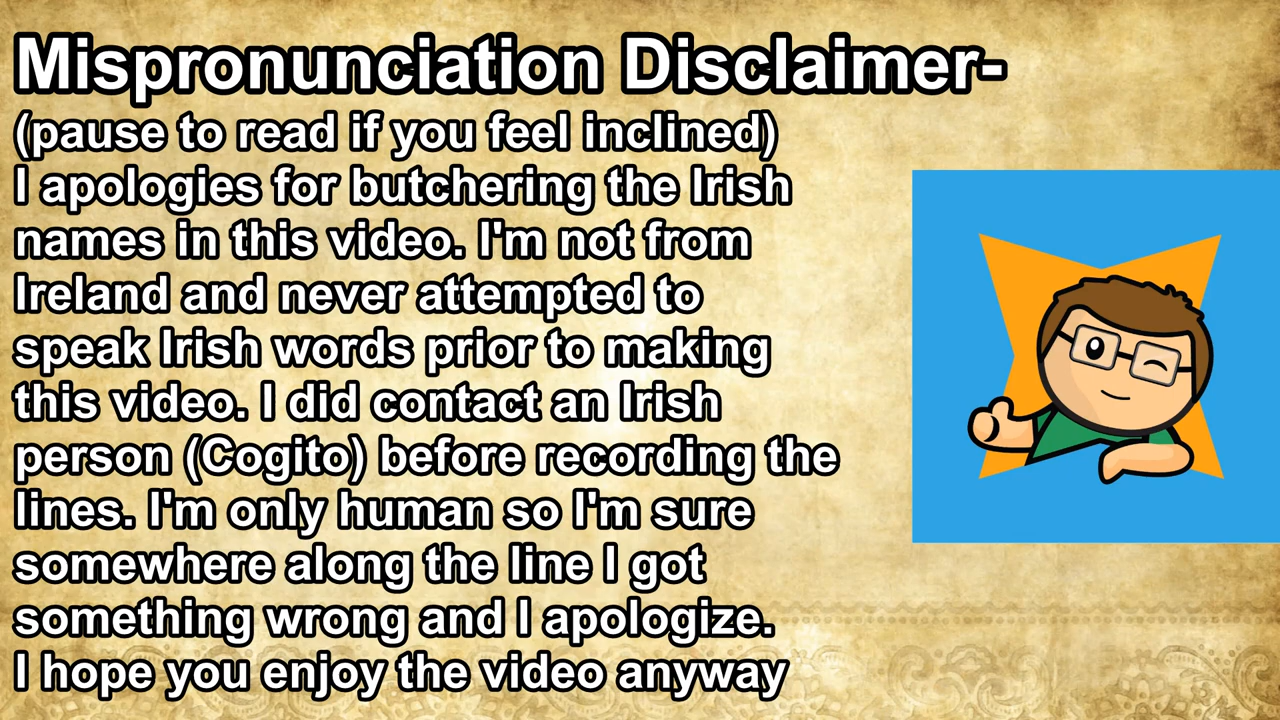 Mispronunciation Disclaimer-
(pause to read if you feel inclined)
I apologies for butchering the Irish
names in this video. I'm not from
Ireland and never attempted to
speak Irish words prior to making
this video. I did contact an Irish
person (Cogito) before recording the
lines. I'm only human so I'm sure
somewhere along the line I got
something wrong and I apologize.
I hope you enjoy the video anyway